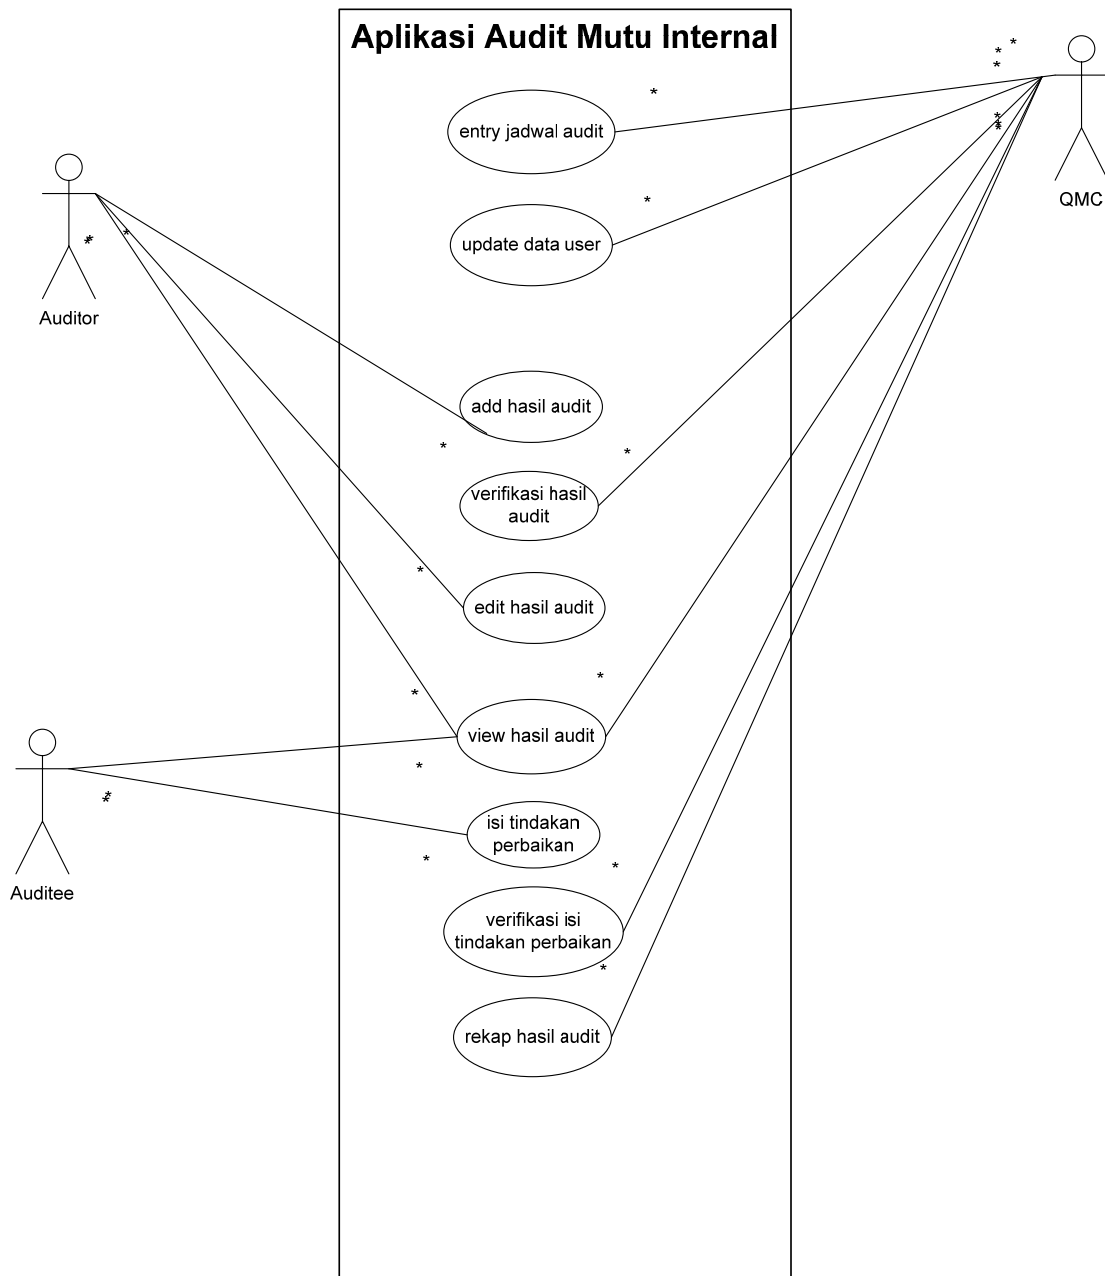 Aplikasi Audit Mutu Internal
*
*
*
*
entry jadwal audit
*
*
*
QMC
*
update data user
*
*
*
Auditor
add hasil audit
*
*
verifikasi hasil
audit
*
edit hasil audit
*
*
view hasil audit
*
*
*
isi tindakan
perbaikan
*
*
Auditee
verifikasi isi
tindakan perbaikan
*
rekap hasil audit